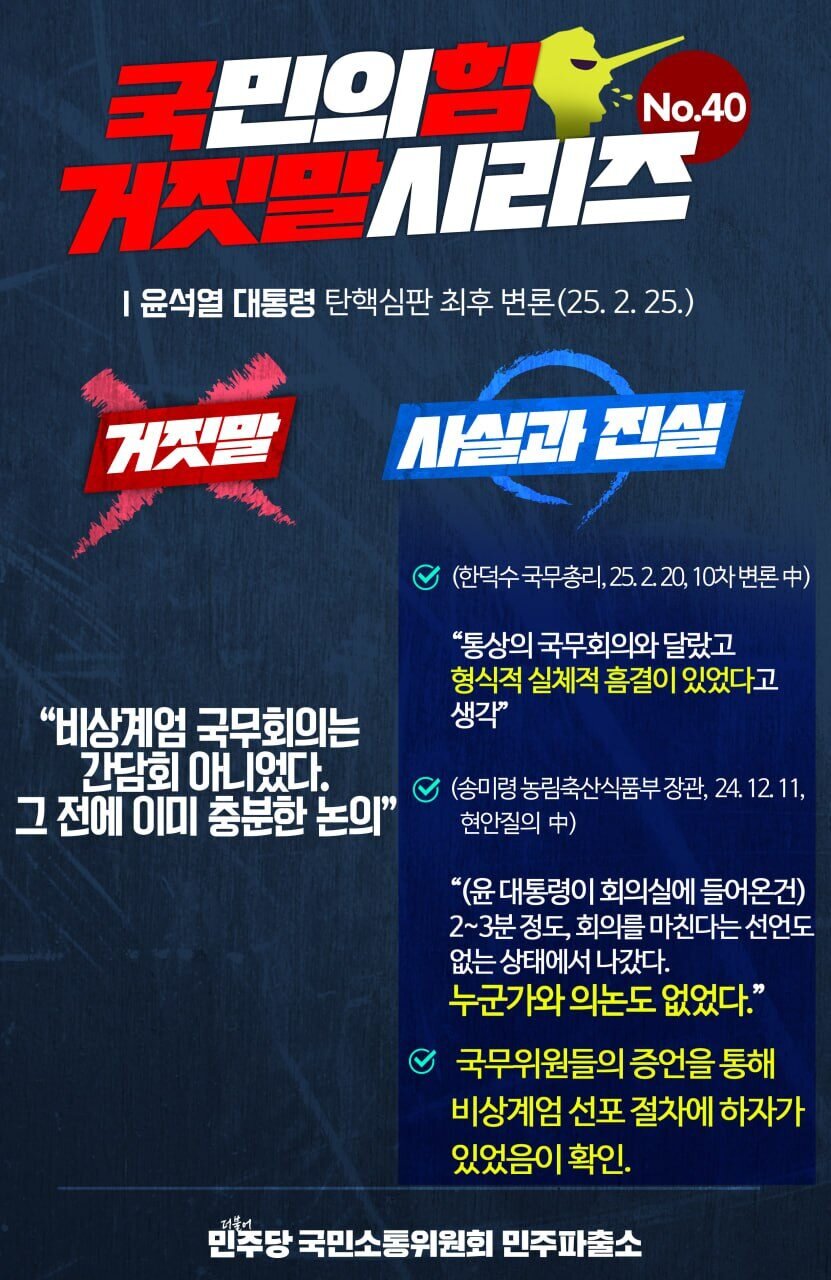 국민의힘
No.40
거짓말시리즈
| 윤석열 대통령 탄핵심판 최후 변론(25. 2. 25.)
거짓말
사실과 진실
“비상계엄 국무회의는
간담회 아니었다.
그 전에 이미 충분한 논의”
(한덕수 국무총리, 25. 2. 20, 10차 변론 中)
“통상의 국무회의와 달랐고
형식적 실체적 흠결이 있었다고
생각”
(송미령 농림축산식품부 장관, 24. 12. 11,
현안질의 中)
“(윤 대통령이 회의실에 들어온건)
2~3분 정도, 회의를 마친다는 선언도
없는 상태에서 나갔다.
누군가와 의논도 없었다.”
국무위원들의 증언을 통해
비상계엄 선포 절차에 하자가
있었음이 확인.
더불어
민주당 국민소통위원회 민주파출소